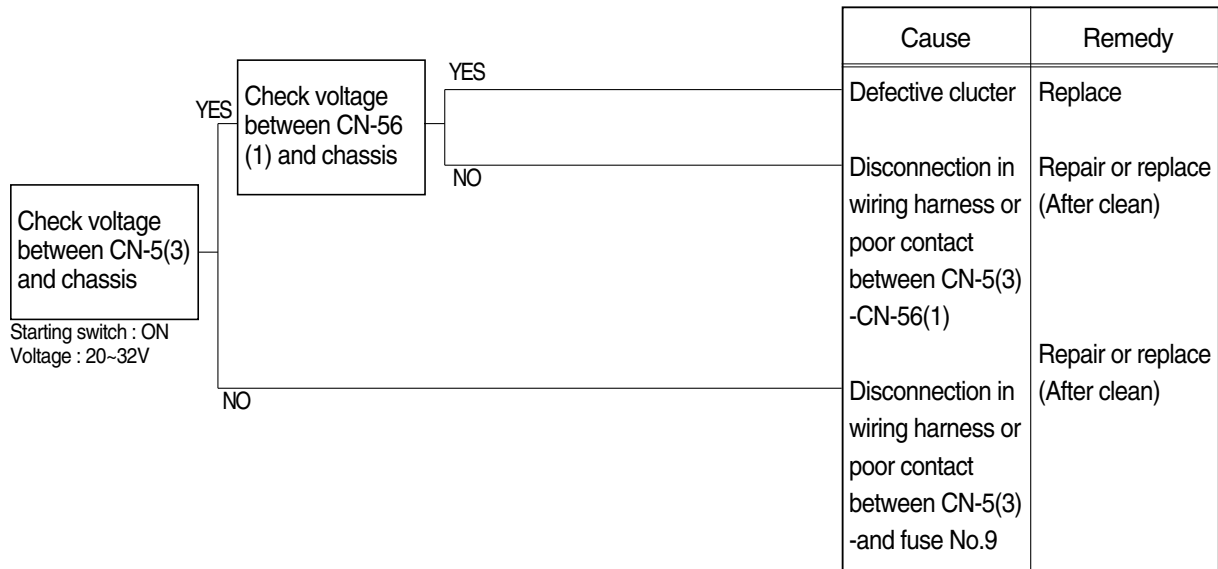 Cause
Remedy
YES
Check voltage
between CN-56
(1) and chassis
YES
NO
Check voltage
between CN-5(3)
and chassis
Starting switch : ON
Voltage : 20~32V
NO
Defective clucter
Replace
Disconnection in
wiring harness or
poor contact
between CN-5(3)
-CN-56(1)
Repair or replace
(After clean)
Disconnection in
wiring harness or
poor contact
between CN-5(3)
-and fuse No.9
Repair or replace
(After clean)